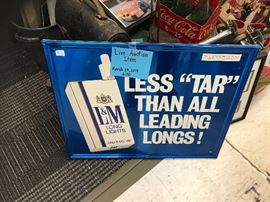 Live Auction
Item
Coca-Cola
LESS "TAR"
THAN ALL
LEADING
LONGS!
L&M
LONG
LIGHTS